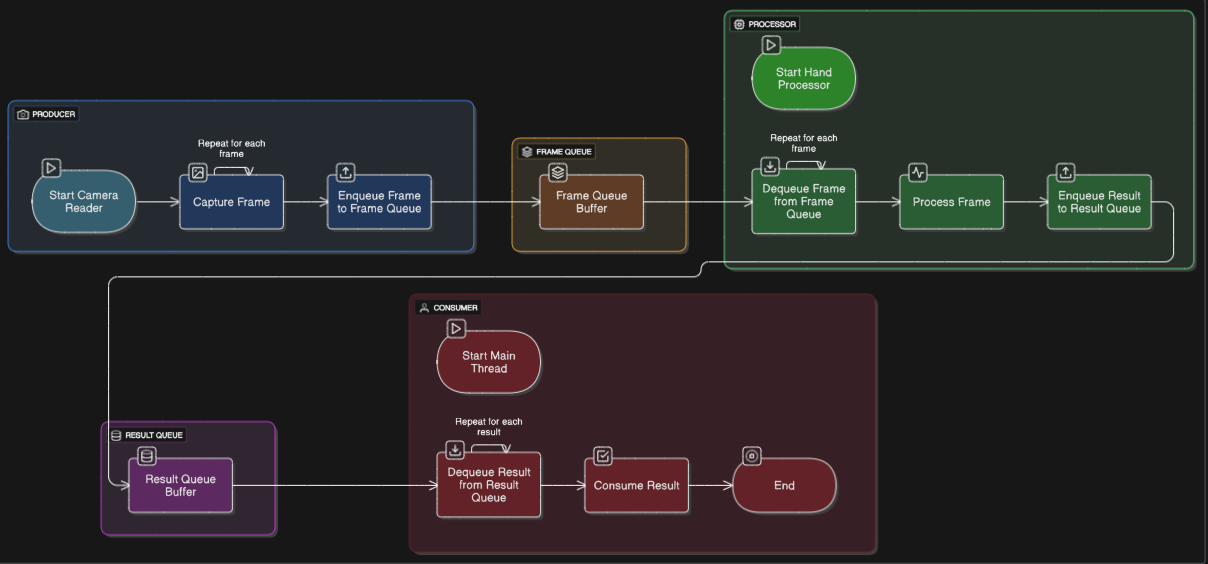 PROCESSOR
Start Hand
Processor
PRODUCER
Repeat for each
frame
Start Camera
Reader
Capture Frame
Enqueue Frame
to Frame Queue
FRAME QUEUE
Frame Queue
Buffer
Repeat for each
frame
Dequeue Frame
from Frame
Queue
Process Frame
Enqueue Result
to Result Queue
CONSUMER
Start Main
Thread
RESULT QUEUE
Result Queue
Buffer
Repeat for each
result
Dequeue Result
from Result
Queue
Consume Result
End